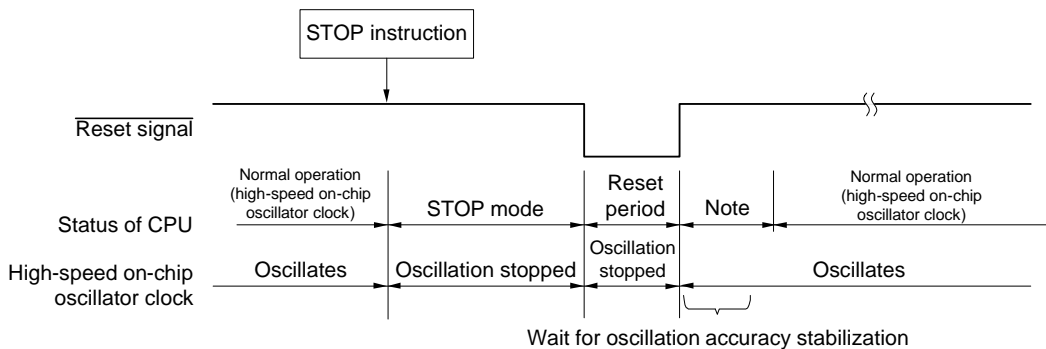 STOP instruction
Reset signal
Normal operation
(high-speed on-chip
oscillator clock)
STOP mode
Reset
period
Note
Normal operation
(high-speed on-chip
oscillator clock)
Status of CPU
High-speed on-chip
oscillator clock
Oscillates
Oscillation stopped
Oscillation
stopped
Oscillates
Wait for oscillation accuracy stabilization